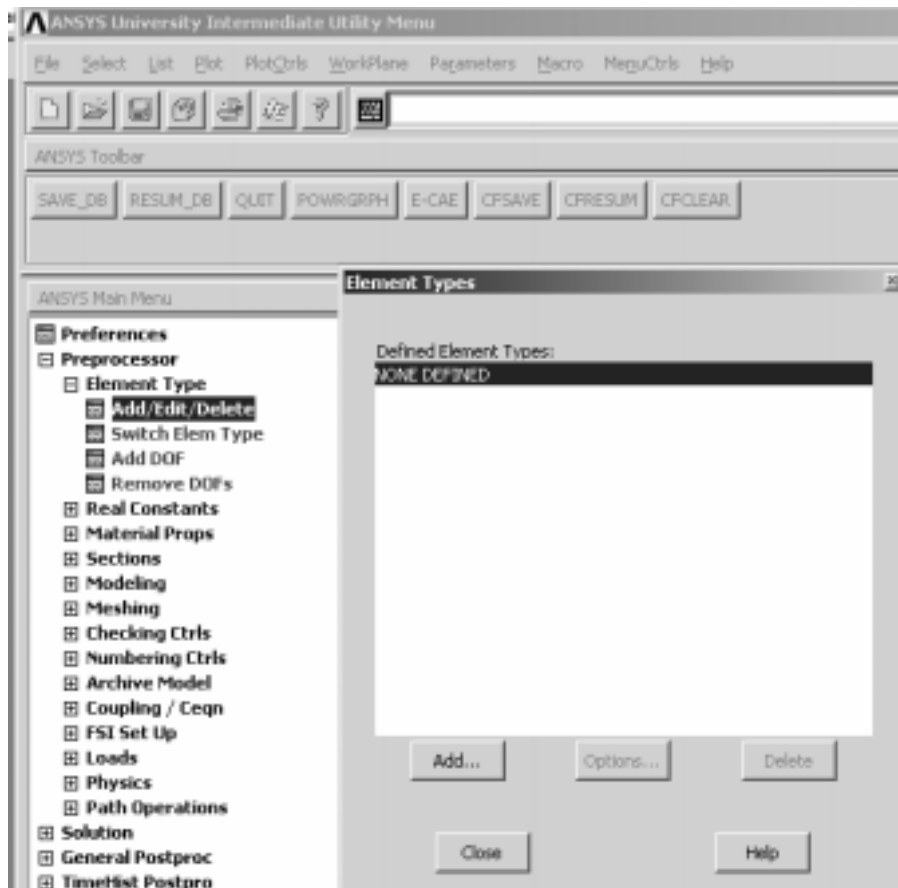 ANSYS University Intermediate Utility Menu
File Select List Plot PlotCtrls WorkPlane Parameters Macro MenuCtrls Help
ANSYS Toolbar
SAVE_DB RESUM_DB QUIT POWRGRPH E-CAE CFSAVE CFRESUM CFCLEAR
ANSYS Main Menu
Preferences
Preprocessor
Element Type
Add/Edit/Delete
Switch Elem Type
Add DOF
Remove DOFs
Real Constants
Material Props
Sections
Modeling
Meshing
Checking Ctrls
Numbering Ctrls
Archive Model
Coupling / Ceqn
FSI Set Up
Loads
Physics
Path Operations
Solution
General Postproc
TimeHist Postpro
Element Types
Defined Element Types:
NONE DEFINED
Add... Options... Delete
Close Help